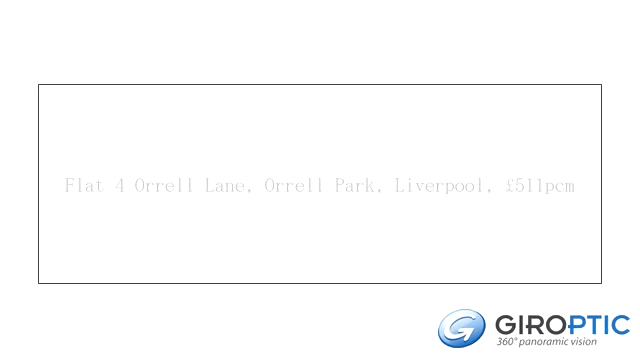 Flat 4 Orrell Lane, Orrell Park, Liverpool, £511pcm
GIROPTIC
360° panoramic vision